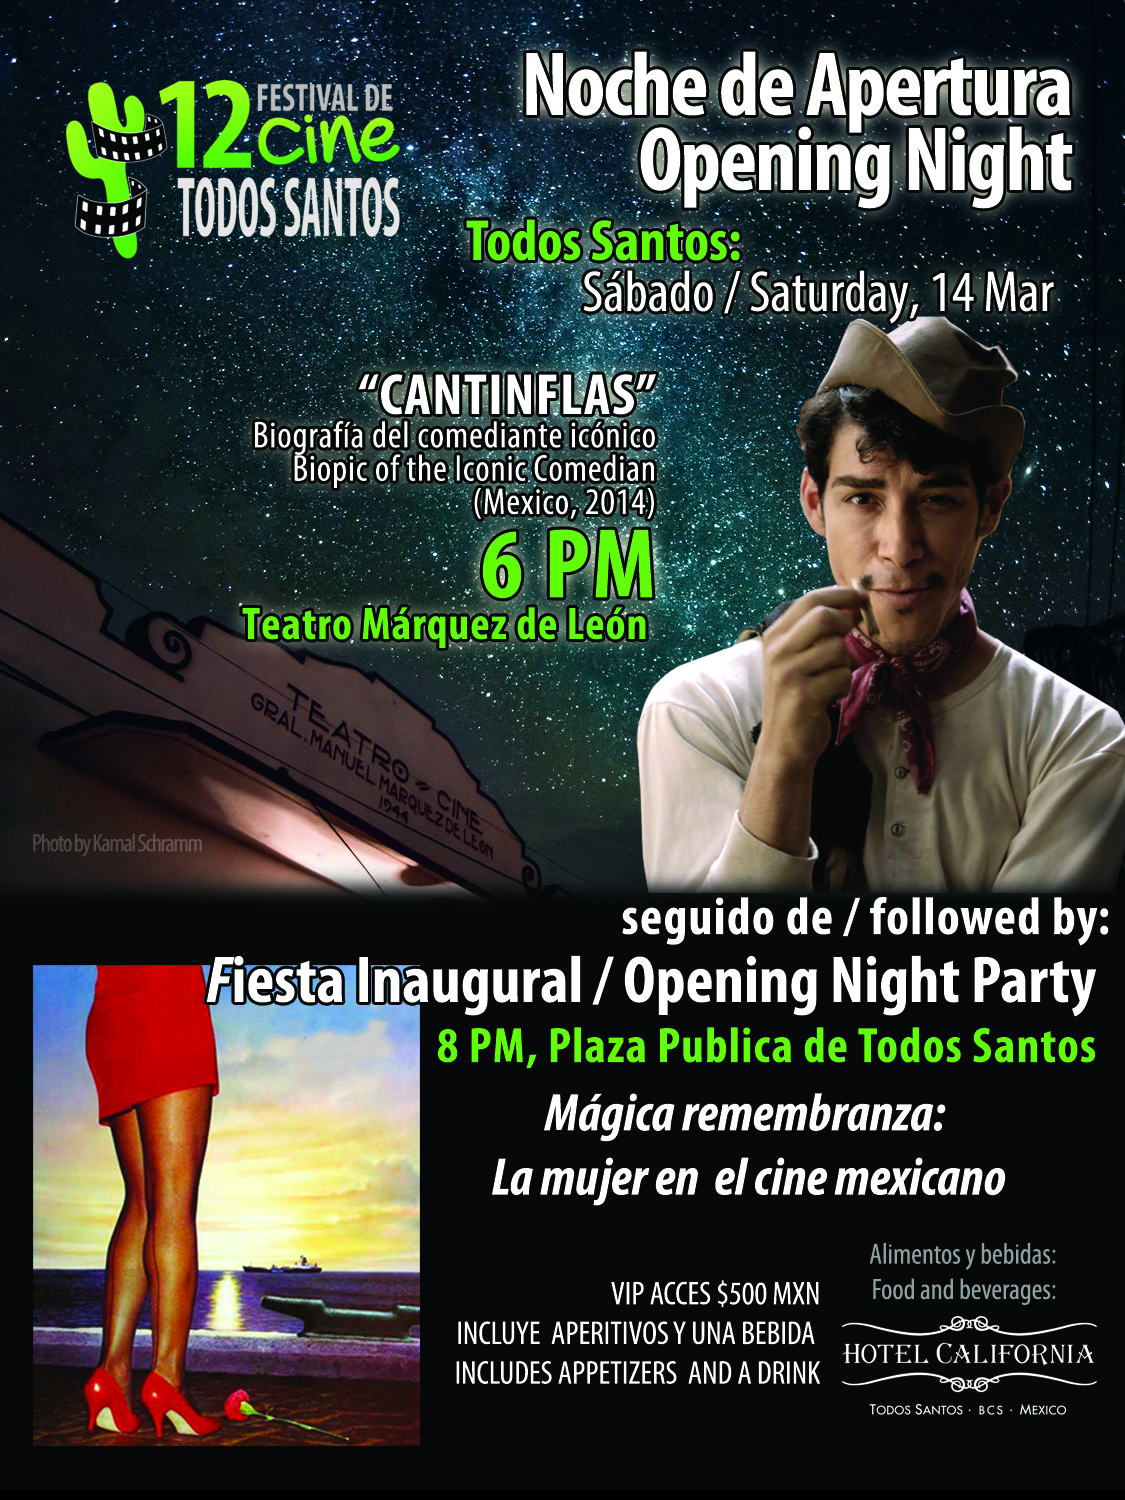 12 FESTIVAL DE
cine
TODOS SANTOS
Noche de Apertura
Opening Night
Todos Santos:
Sábado / Saturday, 14 Mar
“CANTINFLAS”
Biografía del comediante icónico
Biopic of the Iconic Comedian
(Mexico, 2014)
6 PM
Teatro Márquez de León
TEATRO - CINE
GRAL. MANUEL MARQUEZ DE LEON
1944
Photo by Kamal Schramm
seguido de / followed by:
Fiesta Inaugural / Opening Night Party
8 PM, Plaza Publica de Todos Santos
Mágica remembranza:
La mujer en el cine mexicano
Alimentos y bebidas:
Food and beverages:
VIP ACCES $500 MXN
INCLUYE APERITIVOS Y UNA BEBIDA
INCLUDES APPETIZERS AND A DRINK
HOTEL CALIFORNIA
TODOS SANTOS · BCS · MEXICO